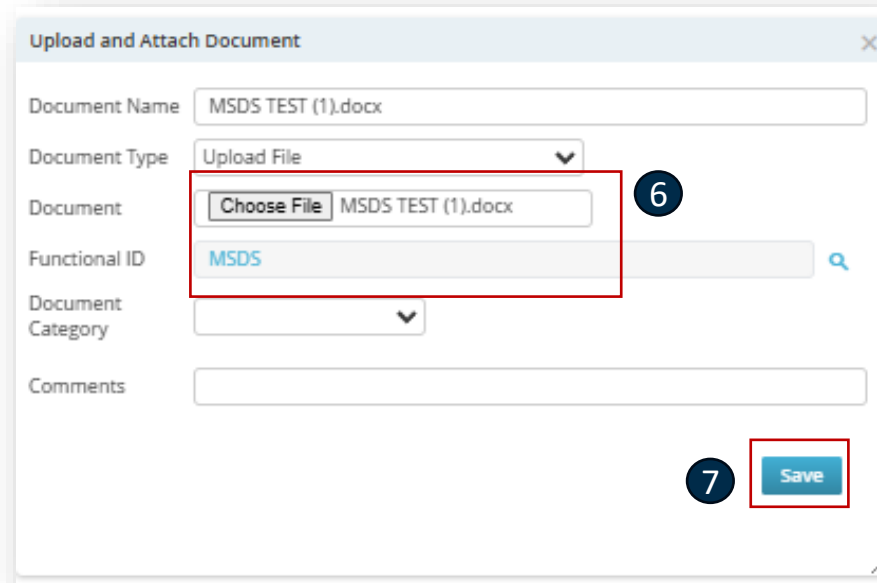 Upload and Attach Document
Document Name MSDS TEST (1).docx
Document Type Upload File
Document Choose File MSDS TEST (1).docx
6
Functional ID MSDS
Document
Category
Comments
7 Save